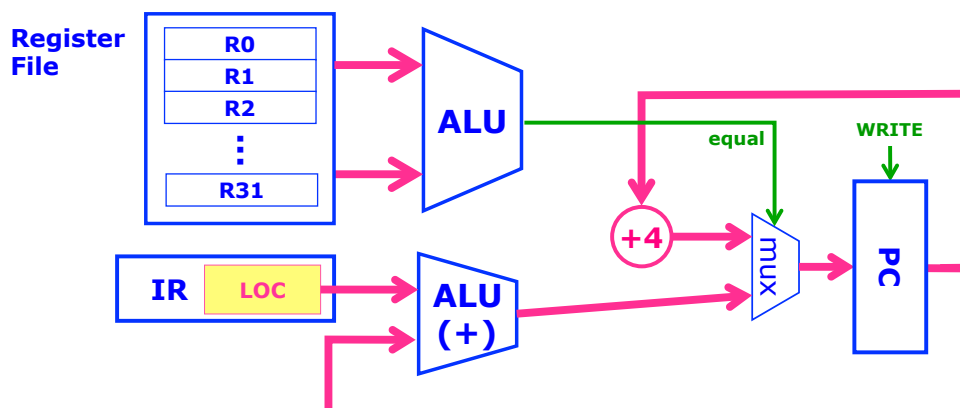 Register
File
R0
R1
R2
R31
ALU
equal
WRITE
+4
mux
PC
IR
LOC
ALU
(+)